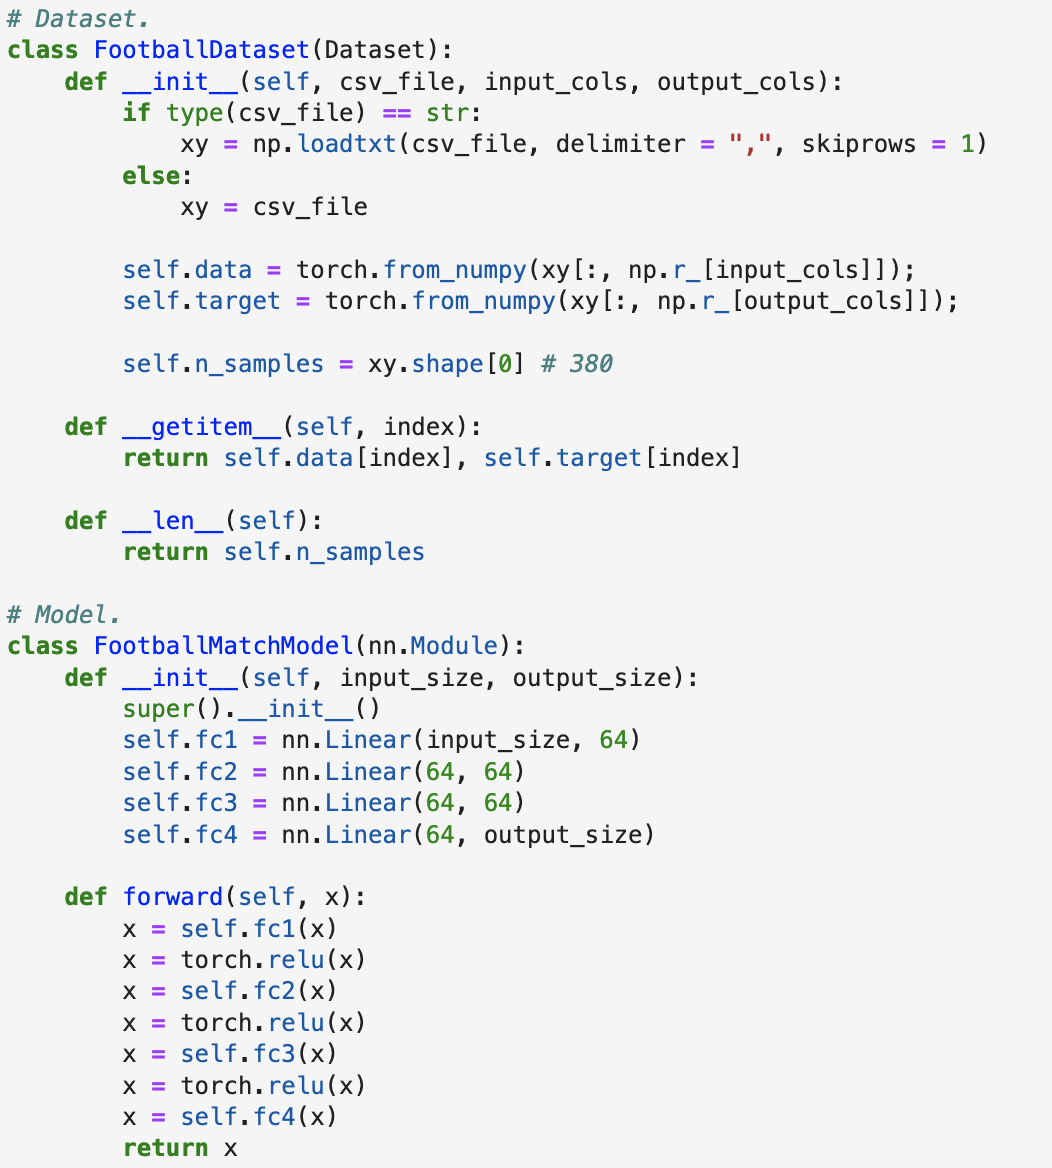 # Dataset.
class FootballDataset(Dataset):
    def __init__(self, csv_file, input_cols, output_cols):
        if type(csv_file) == str:
            xy = np.loadtxt(csv_file, delimiter = ",", skiprows = 1)
        else:
            xy = csv_file

        self.data = torch.from_numpy(xy[:, np.r_[input_cols]]);
        self.target = torch.from_numpy(xy[:, np.r_[output_cols]]);

        self.n_samples = xy.shape[0] # 380

    def __getitem__(self, index):
        return self.data[index], self.target[index]

    def __len__(self):
        return self.n_samples

# Model.
class FootballMatchModel(nn.Module):
    def __init__(self, input_size, output_size):
        super().__init__()
        self.fc1 = nn.Linear(input_size, 64)
        self.fc2 = nn.Linear(64, 64)
        self.fc3 = nn.Linear(64, 64)
        self.fc4 = nn.Linear(64, output_size)

    def forward(self, x):
        x = self.fc1(x)
        x = torch.relu(x)
        x = self.fc2(x)
        x = torch.relu(x)
        x = self.fc3(x)
        x = torch.relu(x)
        x = self.fc4(x)
        return x